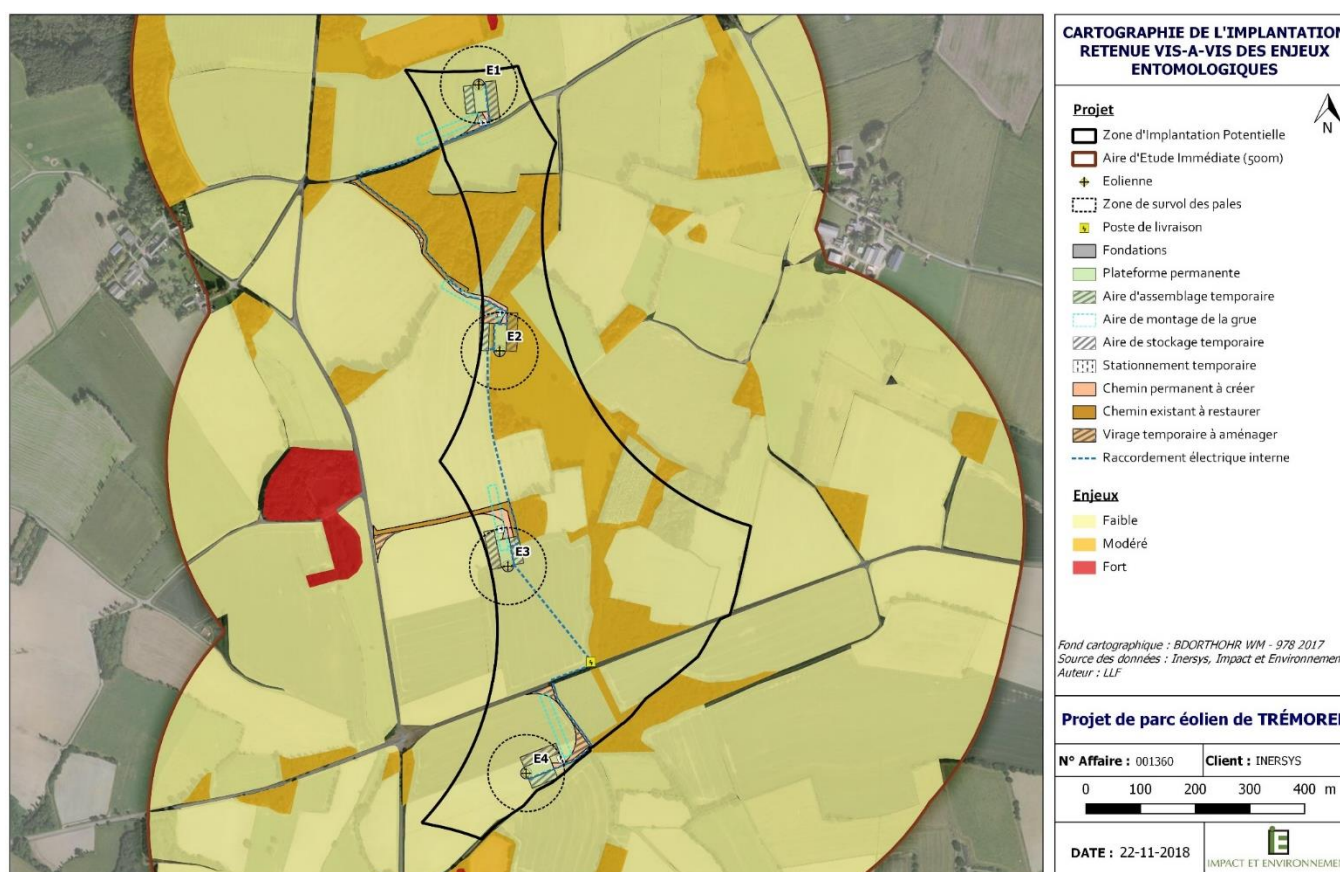 E1
E2
E3
E4
CARTOGRAPHIE DE L'IMPLANTATION
RETENUE VIS-A-VIS DES ENJEUX
ENTOMOLOGIQUES
Projet
N
Zone d'Implantation Potentielle
Aire d'Etude Immédiate (500m)
Eolienne
Zone de survol des pales
Poste de livraison
Fondations
Plateforme permanente
Aire d'assemblage temporaire
Aire de montage de la grue
Aire de stockage temporaire
Stationnement temporaire
Chemin permanent à créer
Chemin existant à restaurer
Virage temporaire à aménager
Raccordement électrique interne
Enjeux
Faible
Modéré
Fort
Fond cartographique : BDORTHOHR WM - 978 2017
Source des données : Inersys, Impact et Environnemen
Auteur : LLF
Projet de parc éolien de TRÉMOREL
N° Affaire : 001360
Client : INERSYS
0 100 200 300 400 m
DATE : 22-11-2018
IMPACT ET ENVIRONNEMEN